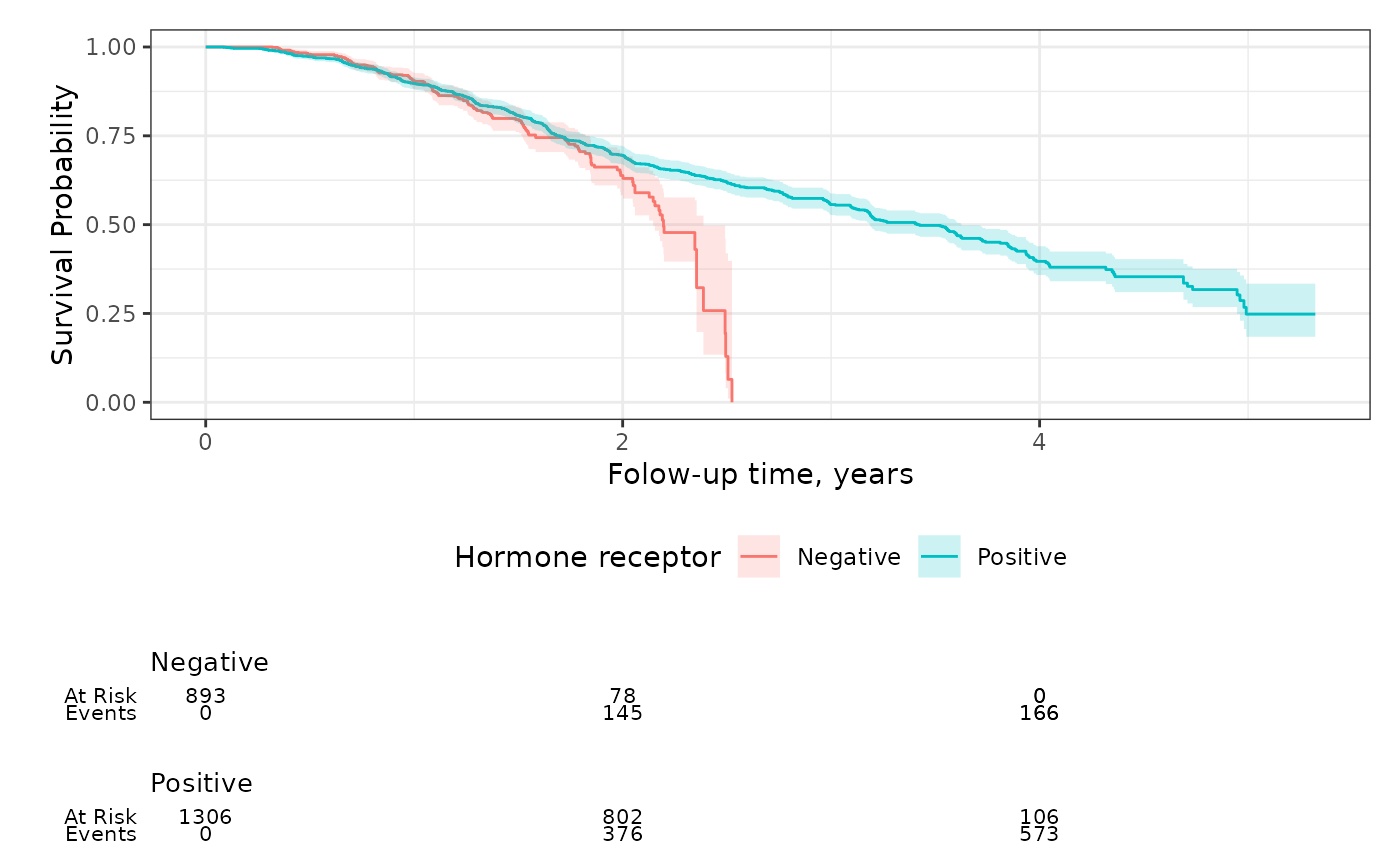 1.00
0.75
0.50
0.25
0.00
Survival Probability
0 2 4
Folow-up time, years
Hormone receptor Negative Positive
Negative
At Risk 893 78 0
Events 0 145 166
Positive
At Risk 1306 802 106
Events 0 376 573